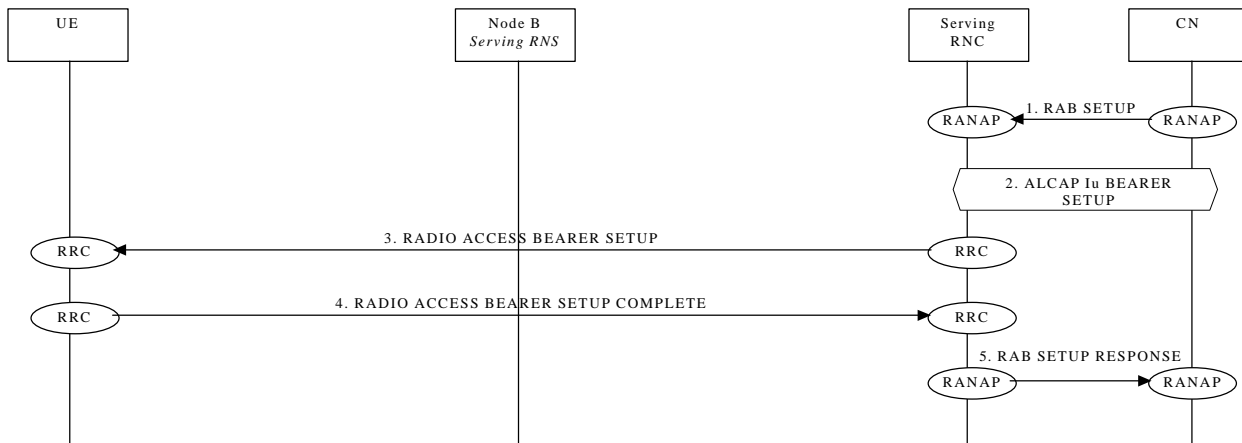 UE
Node B
Serving RNS
Serving
RNC
CN
1. RAB SETUP
RANAP
RANAP
2. ALCAP Iu BEARER
SETUP
3. RADIO ACCESS BEARER SETUP
RRC
RRC
4. RADIO ACCESS BEARER SETUP COMPLETE
RRC
RRC
5. RAB SETUP RESPONSE
RANAP
RANAP